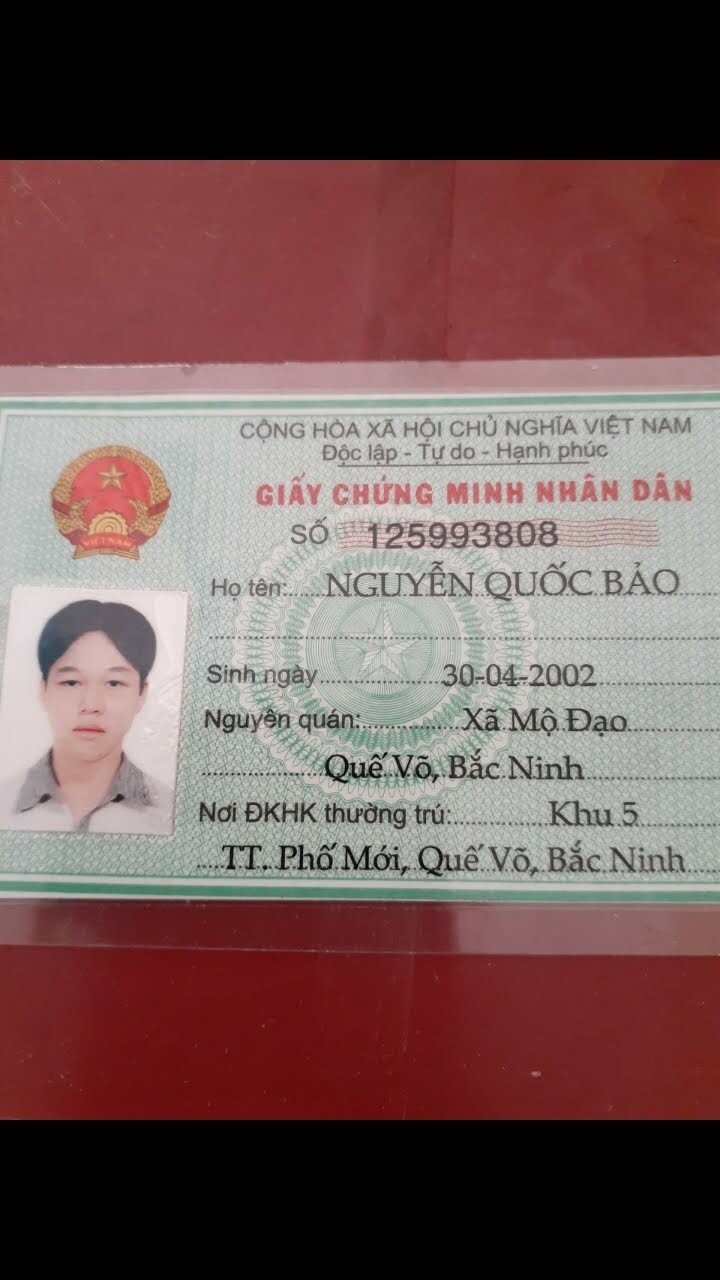 CỘNG HÒA XÃ HỘI CHỦ NGHĨA VIỆT NAM
Độc lập - Tự do - Hạnh phúc
GIẤY CHỨNG MINH NHÂN DÂN
SỐ 125993808
Họ tên: NGUYỄN QUỐC BẢO
Sinh ngày 30-04-2002
Nguyên quán: Xã Mộ Đạo
Quế Võ, Bắc Ninh
Nơi ĐKHK thường trú: Khu 5
TT. Phố Mới, Quế Võ, Bắc Ninh
VIỆT NAM